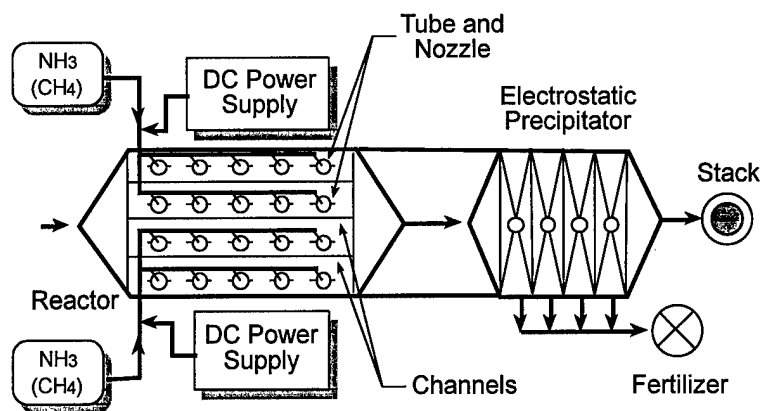 Tube and
Nozzle
NH3
(CH4)
DC Power
Supply
Electrostatic
Precipitator
Stack
Reactor
NH3
(CH4)
DC Power
Supply
Channels
Fertilizer